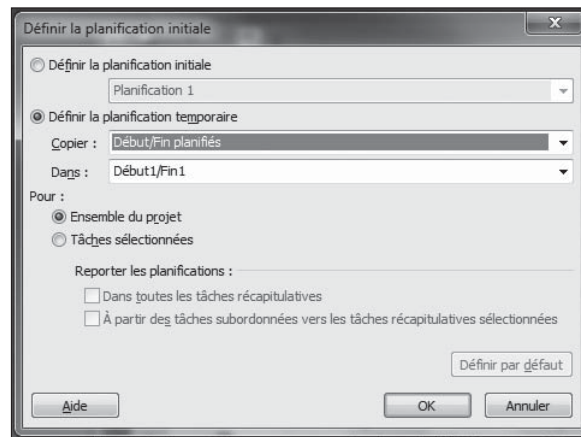 Définir la planification initiale
x
Définir la planification initiale
Planification 1
Définir la planification temporaire
Copier : Début/Fin planifiés
Dans : Début1/Fin1
Pour :
Ensemble du projet
Tâches sélectionnées
Reporter les planifications :
Dans toutes les tâches récapitulatives
À partir des tâches subordonnées vers les tâches récapitulatives sélectionnées
Définir par défaut
Aide OK Annuler